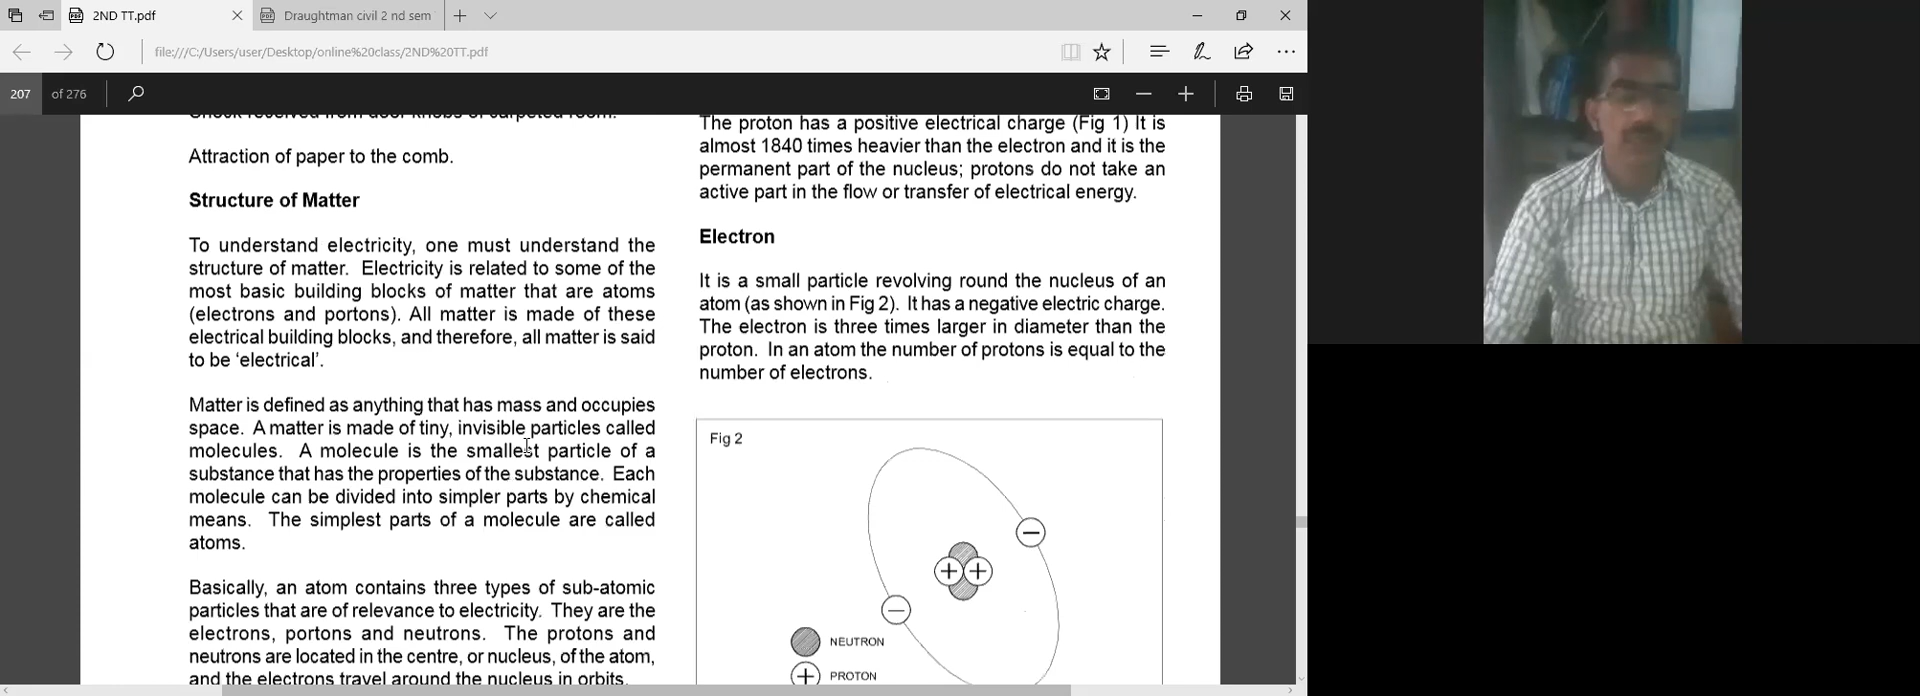 2ND TT.pdf
Draughtman civil 2 nd sem
file:///C:/Users/user/Desktop/online%20class/2ND%20TT.pdf
207 of 276
Shock received from door knobs of carpeted room.
Attraction of paper to the comb.
Structure of Matter
To understand electricity, one must understand the
structure of matter. Electricity is related to some of the
most basic building blocks of matter that are atoms
(electrons and portons). All matter is made of these
electrical building blocks, and therefore, all matter is said
to be ‘electrical’.
Matter is defined as anything that has mass and occupies
space. A matter is made of tiny, invisible particles called
molecules. A molecule is the smallest particle of a
substance that has the properties of the substance. Each
molecule can be divided into simpler parts by chemical
means. The simplest parts of a molecule are called
atoms.
Basically, an atom contains three types of sub-atomic
particles that are of relevance to electricity. They are the
electrons, portons and neutrons. The protons and
neutrons are located in the centre, or nucleus, of the atom,
and the electrons travel around the nucleus in orbits.
The proton has a positive electrical charge (Fig 1) It is
almost 1840 times heavier than the electron and it is the
permanent part of the nucleus; protons do not take an
active part in the flow or transfer of electrical energy.
Electron
It is a small particle revolving round the nucleus of an
atom (as shown in Fig 2). It has a negative electric charge.
The electron is three times larger in diameter than the
proton. In an atom the number of protons is equal to the
number of electrons.
Fig 2
NEUTRON
PROTON